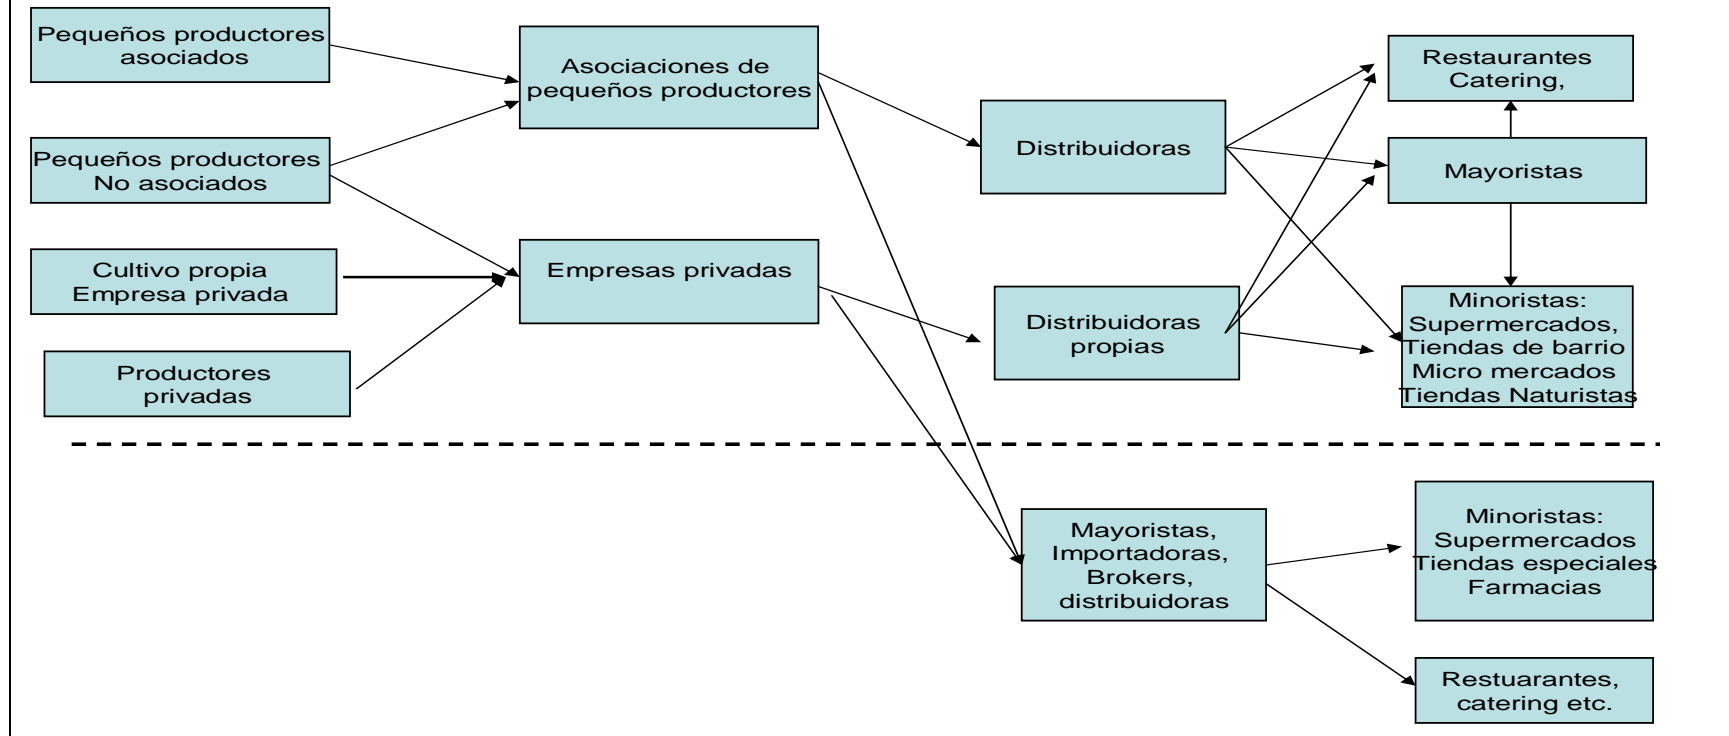 Pequeños productores
asociados
Pequeños productores
No asociados
Cultivo propia
Empresa privada
Productores
privadas
Asociaciones de
pequeños productores
Empresas privadas
Distribuidoras
Distribuidoras
propias
Restaurantes
Catering,
Mayoristas
Minoristas:
Supermercados,
Tiendas de barrio
Micro mercados
Tiendas Naturistas
Mayoristas,
Importadoras,
Brokers,
distribuidoras
Minoristas:
Supermercados
Tiendas especiales
Farmacias
Restuarantes,
catering etc.